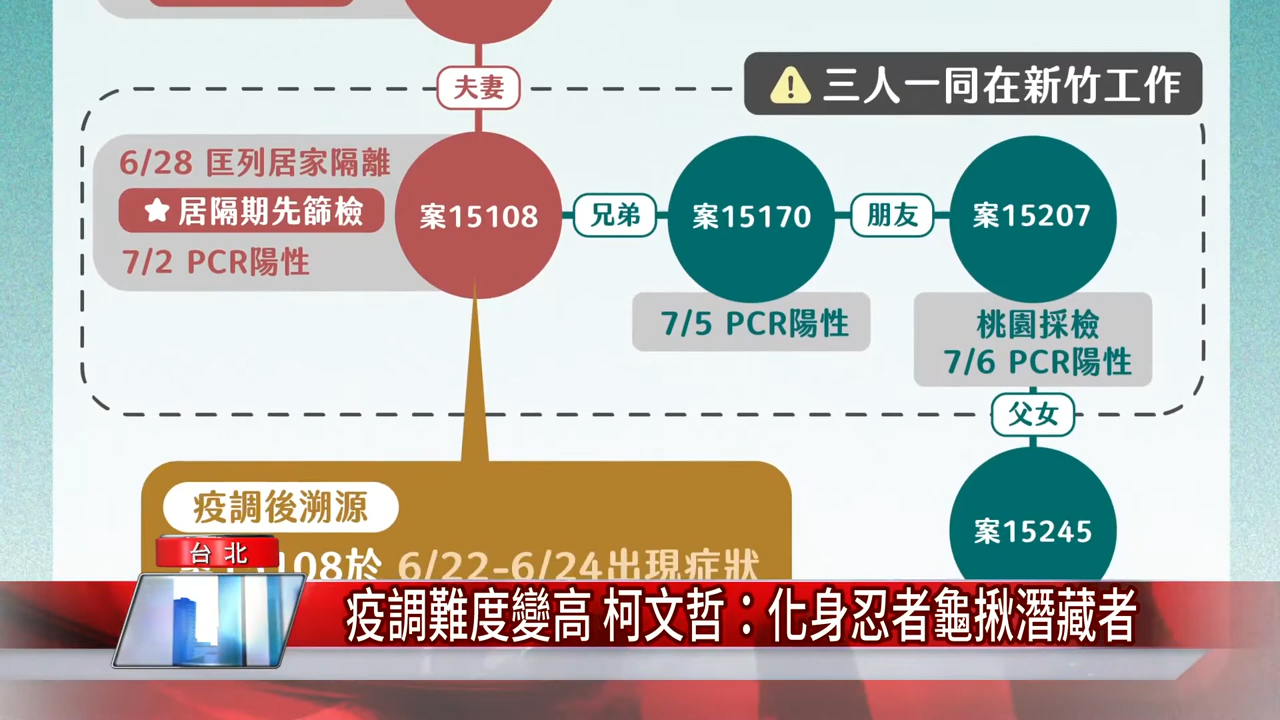 夫妻
三人一同在新竹工作
6/28 匡列居家隔離
居隔期先篩檢
7/2 PCR陽性
案15108
兄弟
案15170
朋友
案15207
7/5 PCR陽性
桃園採檢
7/6 PCR陽性
父女
案15245
疫調後溯源
108於 6/22-6/24出現症狀
台北
疫調難度變高 柯文哲：化身忍者龜揪潛藏者